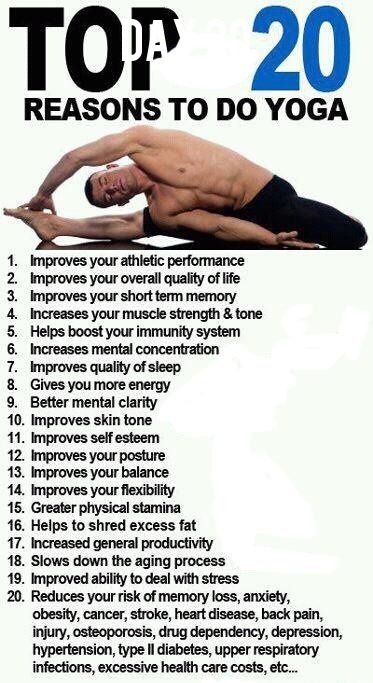 TOP 20
DAY 20
REASONS TO DO YOGA
1. Improves your athletic performance
2. Improves your overall quality of life
3. Improves your short term memory
4. Increases your muscle strength & tone
5. Helps boost your immunity system
6. Increases mental concentration
7. Improves quality of sleep
8. Gives you more energy
9. Better mental clarity
10. Improves skin tone
11. Improves self esteem
12. Improves your posture
13. Improves your balance
14. Improves your flexibility
15. Greater physical stamina
16. Helps to shred excess fat
17. Increased general productivity
18. Slows down the aging process
19. Improved ability to deal with stress
20. Reduces your risk of memory loss, anxiety,
obesity, cancer, stroke, heart disease, back pain,
injury, osteoporosis, drug dependency, depression,
hypertension, type II diabetes, upper respiratory
infections, excessive health care costs, etc...